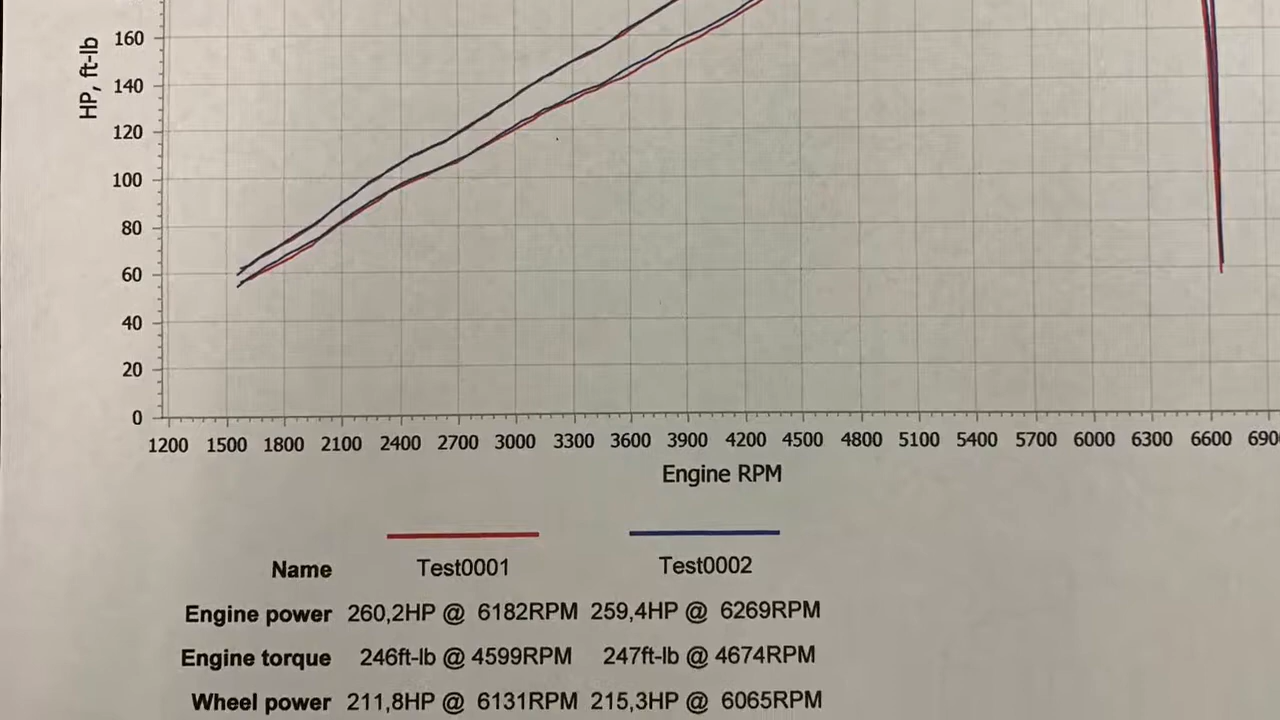 HP, ft-lb
160
140
120
100
80
60
40
20
0
1200 1500 1800 2100 2400 2700 3000 3300 3600 3900 4200 4500 4800 5100 5400 5700 6000 6300 6600 690
Engine RPM
Name Test0001 Test0002
Engine power 260,2HP @ 6182RPM 259,4HP @ 6269RPM
Engine torque 246ft-lb @ 4599RPM 247ft-lb @ 4674RPM
Wheel power 211,8HP @ 6131RPM 215,3HP @ 6065RPM